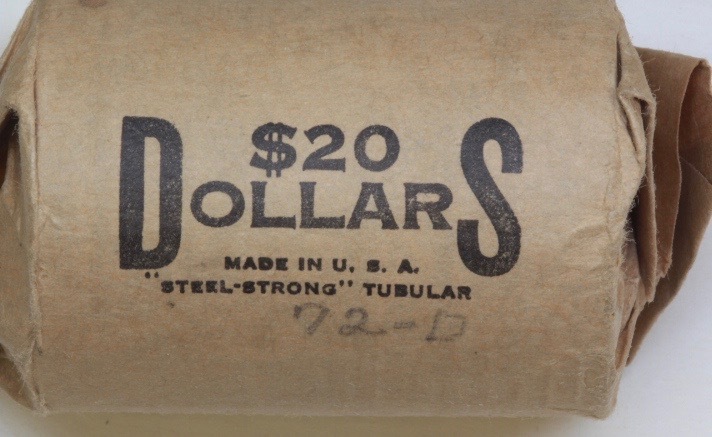 $20
DOLLARS
MADE IN U. S. A.
"STEEL-STRONG" TUBULAR
72-D